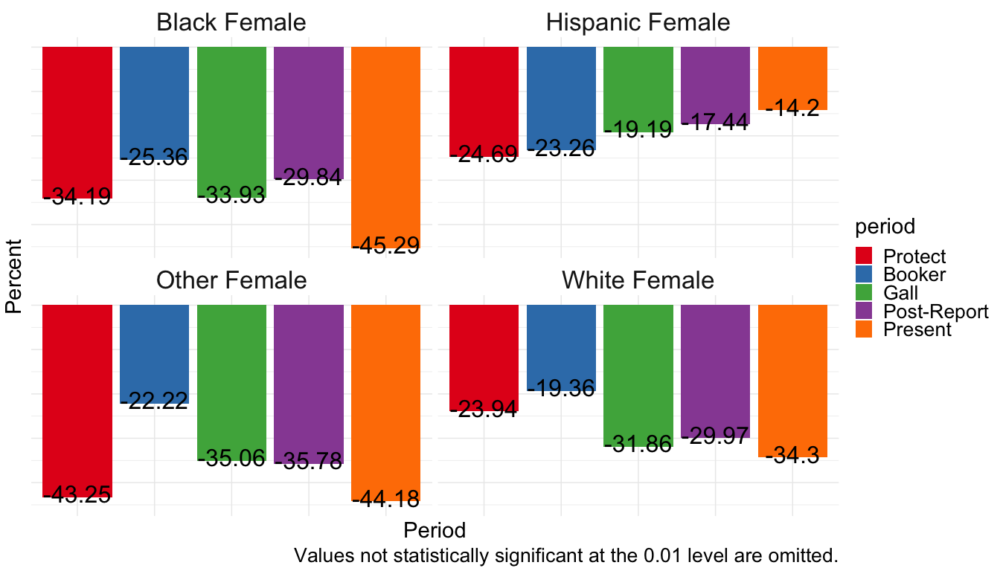 Black Female
Hispanic Female
-34.19
-25.36
-33.93
-29.84
-45.29
-24.69
-23.26
-19.19
-17.44
-14.2
Other Female
White Female
-43.25
-22.22
-35.06
-35.78
-44.18
-23.94
-19.36
-31.86
-29.97
-34.3
Percent
Period
Values not statistically significant at the 0.01 level are omitted.
period
Protect
Booker
Gall
Post-Report
Present